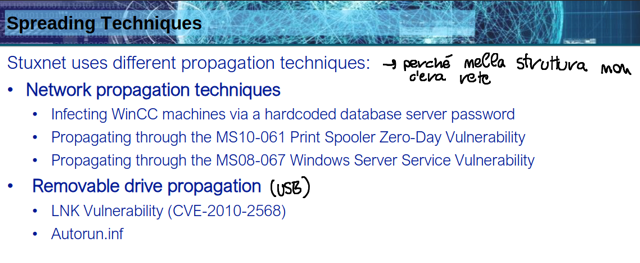 Spreading Techniques
Stuxnet uses different propagation techniques: → perché nella struttura non
c'era rete
• Network propagation techniques
• Infecting WinCC machines via a hardcoded database server password
• Propagating through the MS10-061 Print Spooler Zero-Day Vulnerability
• Propagating through the MS08-067 Windows Server Service Vulnerability
• Removable drive propagation (USB)
• LNK Vulnerability (CVE-2010-2568)
• Autorun.inf